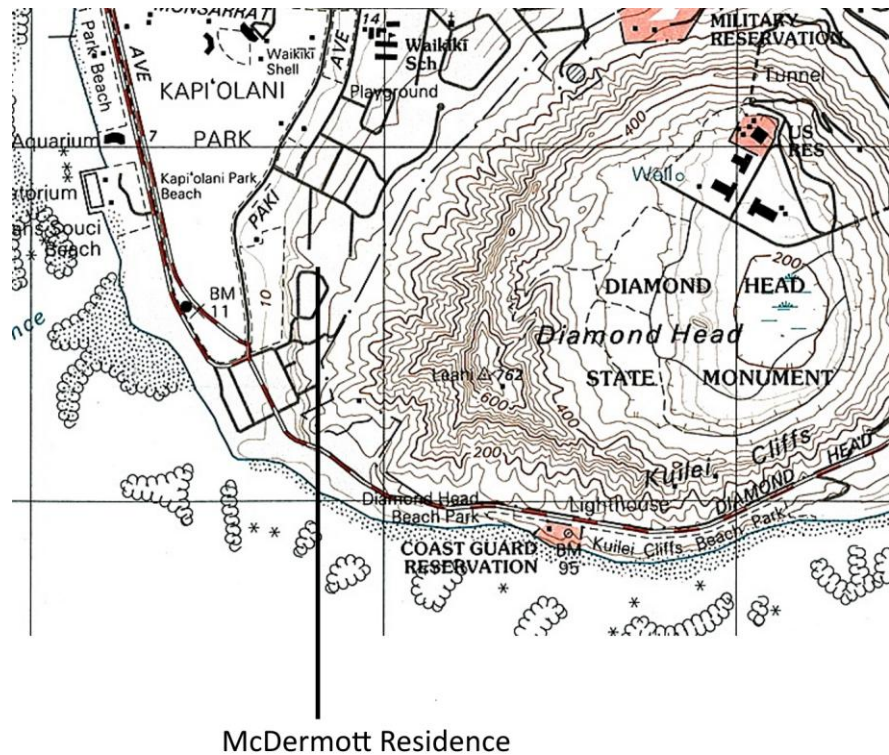 MONSARRAT
AVE
Park Beach
Waikiki
Shell
AVE
14
Waikiki
Sch
Playground
KAPI'OLANI
PARK
MILITARY
RESERVATION
Tunnel
400
US
RES
Aquarium
7
Kapi'olani Park
Beach
PAKI
Souci
Beach
BM
11
10
200
DIAMOND HEAD
Diamond Head
STATE MONUMENT
Leahi 762
600
400
200
Kuilei Cliffs
DIAMOND HEAD
Diamond Head
Beach Park
Lighthouse
COAST GUARD
RESERVATION
BM
95
Kuilei Cliffs Beach Park
McDermott Residence